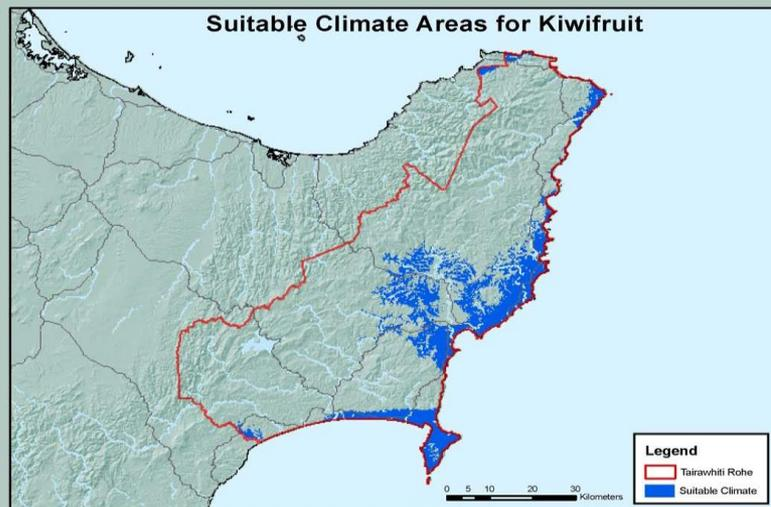 Suitable Climate Areas for Kiwifruit
Legend
Tairawhiti Rohe
Suitable Climate
0 5 10 20 30
Kilometers